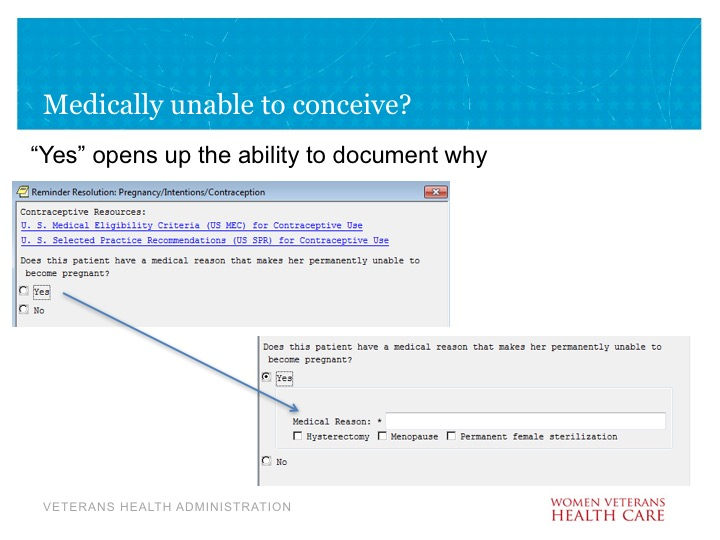 Medically unable to conceive?
“Yes” opens up the ability to document why
Reminder Resolution: Pregnancy/Intentions/Contraception
Contraceptive Resources:
U. S. Medical Eligibility Criteria (US MEC) for Contraceptive Use
U. S. Selected Practice Recommendations (US SPR) for Contraceptive Use
Does this patient have a medical reason that makes her permanently unable to
become pregnant?
Yes
No
Does this patient have a medical reason that makes her permanently unable to
become pregnant?
Yes
Medical Reason: *
Hysterectomy Menopause Permanent female sterilization
No
VETERANS HEALTH ADMINISTRATION
WOMEN VETERANS
HEALTH CARE